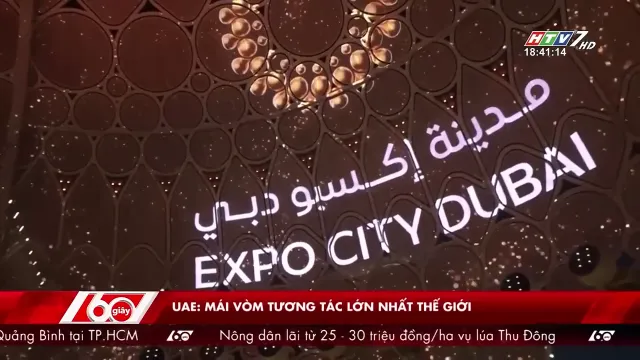 HTV7 HD
18:41:14
مدينة إكسبو دبي
EXPO CITY DUBAI
60 giây
UAE: MÁI VÒM TƯƠNG TÁC LỚN NHẤT THẾ GIỚI
Quảng Bình tại TP.HCM 60 Nông dân lãi từ 25 - 30 triệu đồng/ha vụ lúa Thu Đông 60